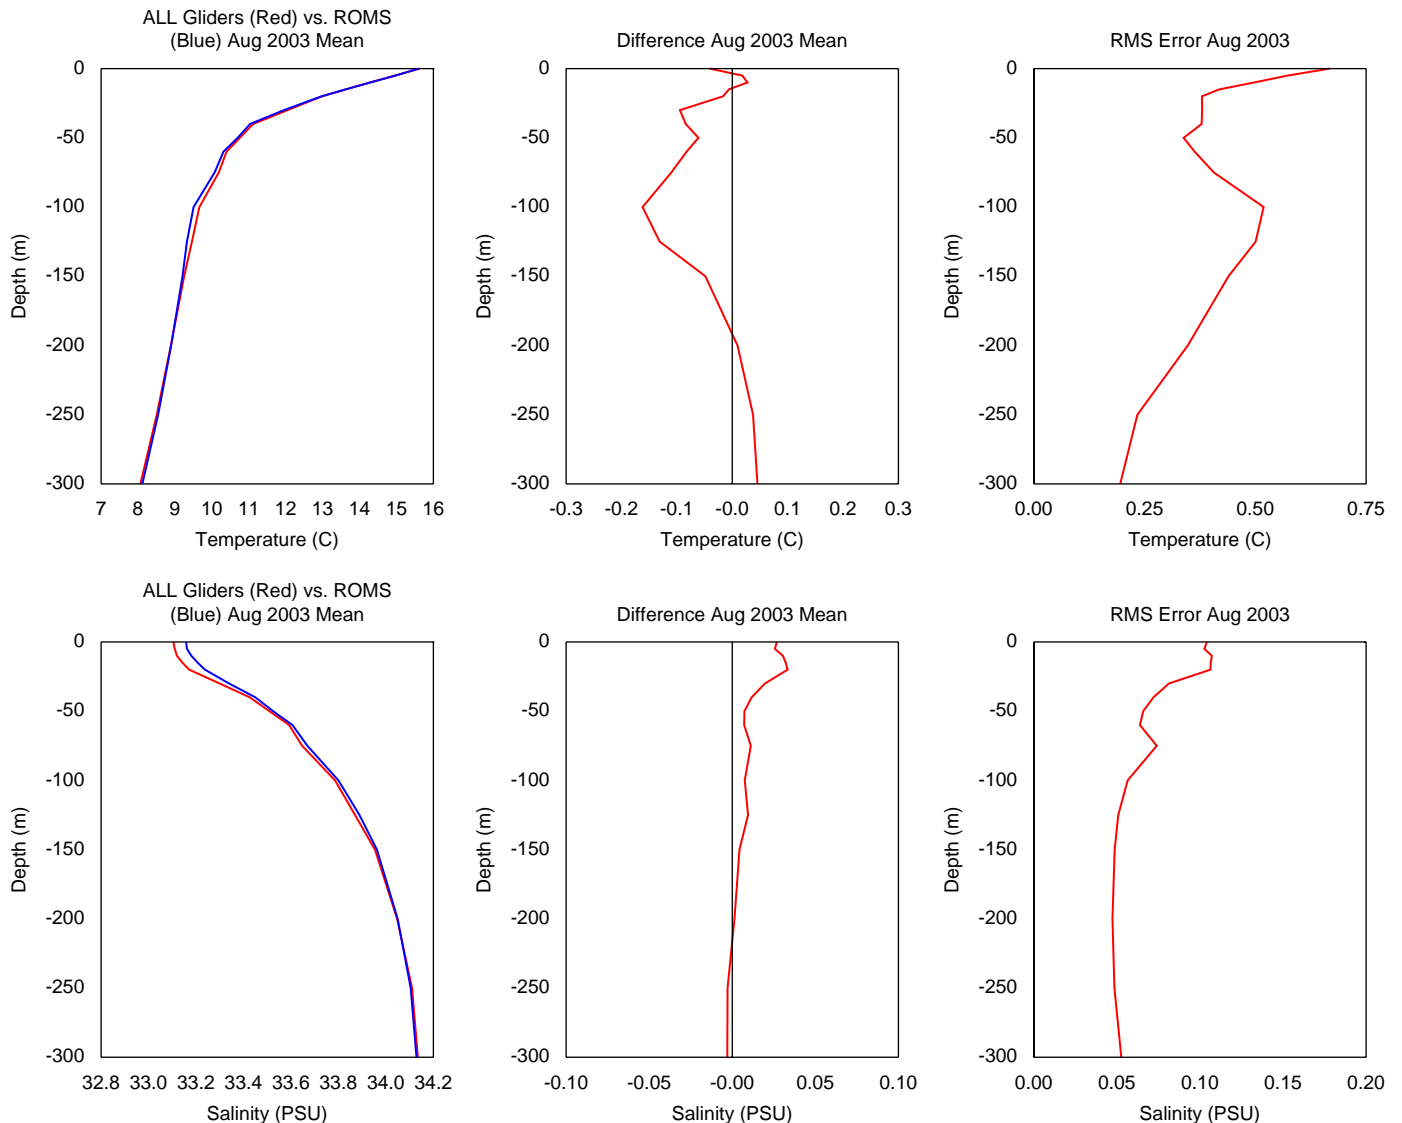 ALL Gliders (Red) vs. ROMS
(Blue) Aug 2003 Mean
0
-50
-100
-150
-200
-250
-300
Depth (m)
7 8 9 10 11 12 13 14 15 16
Temperature (C)
Difference Aug 2003 Mean
0
-50
-100
-150
-200
-250
-300
Depth (m)
-0.3 -0.2 -0.1 -0.0 0.1 0.2 0.3
Temperature (C)
RMS Error Aug 2003
0
-50
-100
-150
-200
-250
-300
Depth (m)
0.00 0.25 0.50 0.75
Temperature (C)
ALL Gliders (Red) vs. ROMS
(Blue) Aug 2003 Mean
0
-50
-100
-150
-200
-250
-300
Depth (m)
32.8 33.0 33.2 33.4 33.6 33.8 34.0 34.2
Salinity (PSU)
Difference Aug 2003 Mean
0
-50
-100
-150
-200
-250
-300
Depth (m)
-0.10 -0.05 -0.00 0.05 0.10
Salinity (PSU)
RMS Error Aug 2003
0
-50
-100
-150
-200
-250
-300
Depth (m)
0.00 0.05 0.10 0.15 0.20
Salinity (PSU)